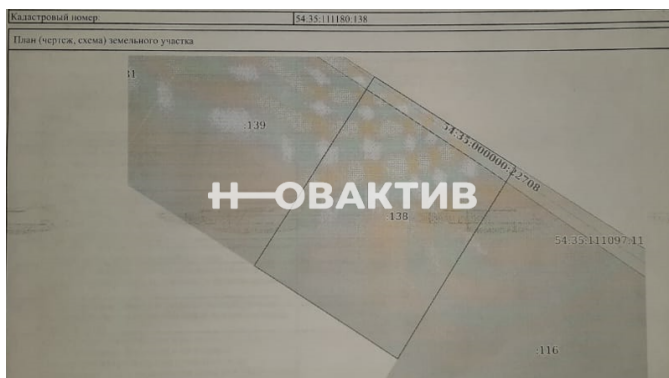 Кадастровый номер: 54:35:111180:138
План (чертеж, схема) земельного участка
:139
54:35:000000:22708
Н—ОВАКТИВ
:138
54:35:111097:11
:116